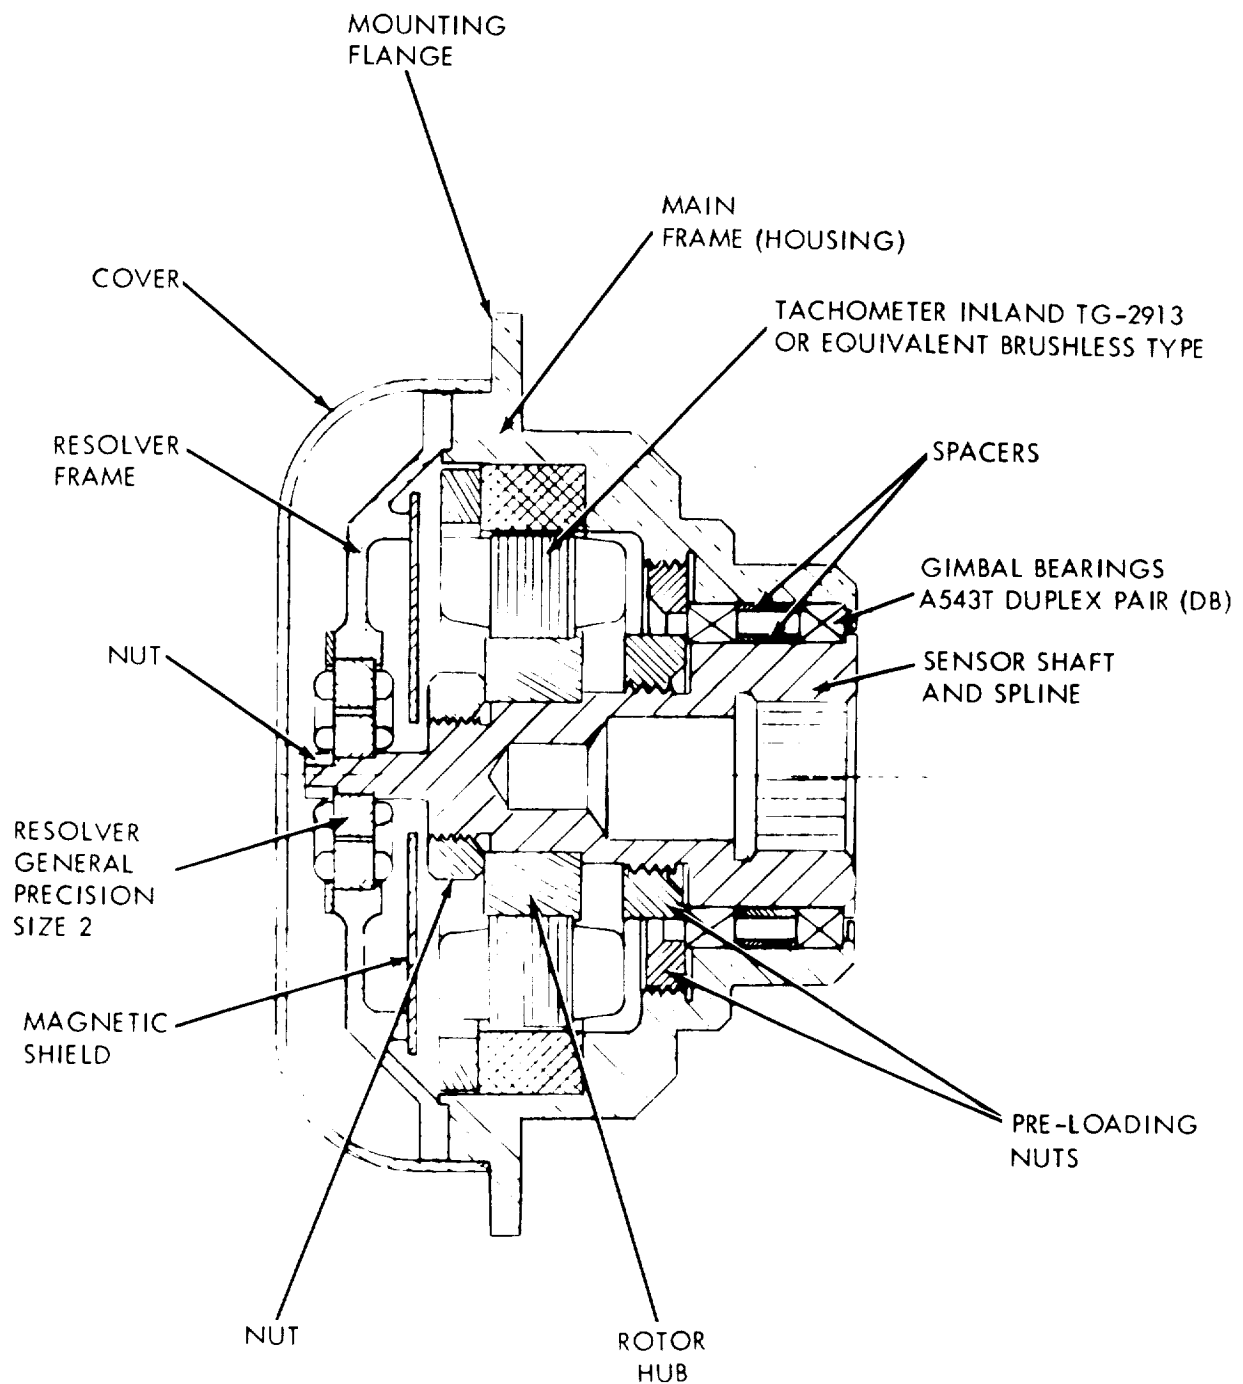 MOUNTING
FLANGE
MAIN
FRAME (HOUSING)
COVER
TACHOMETER INLAND TG-2913
OR EQUIVALENT BRUSHLESS TYPE
RESOLVER
FRAME
SPACERS
GIMBAL BEARINGS
A543T DUPLEX PAIR (DB)
NUT
SENSOR SHAFT
AND SPLINE
RESOLVER
GENERAL
PRECISION
SIZE 2
MAGNETIC
SHIELD
PRE-LOADING
NUTS
NUT
ROTOR
HUB